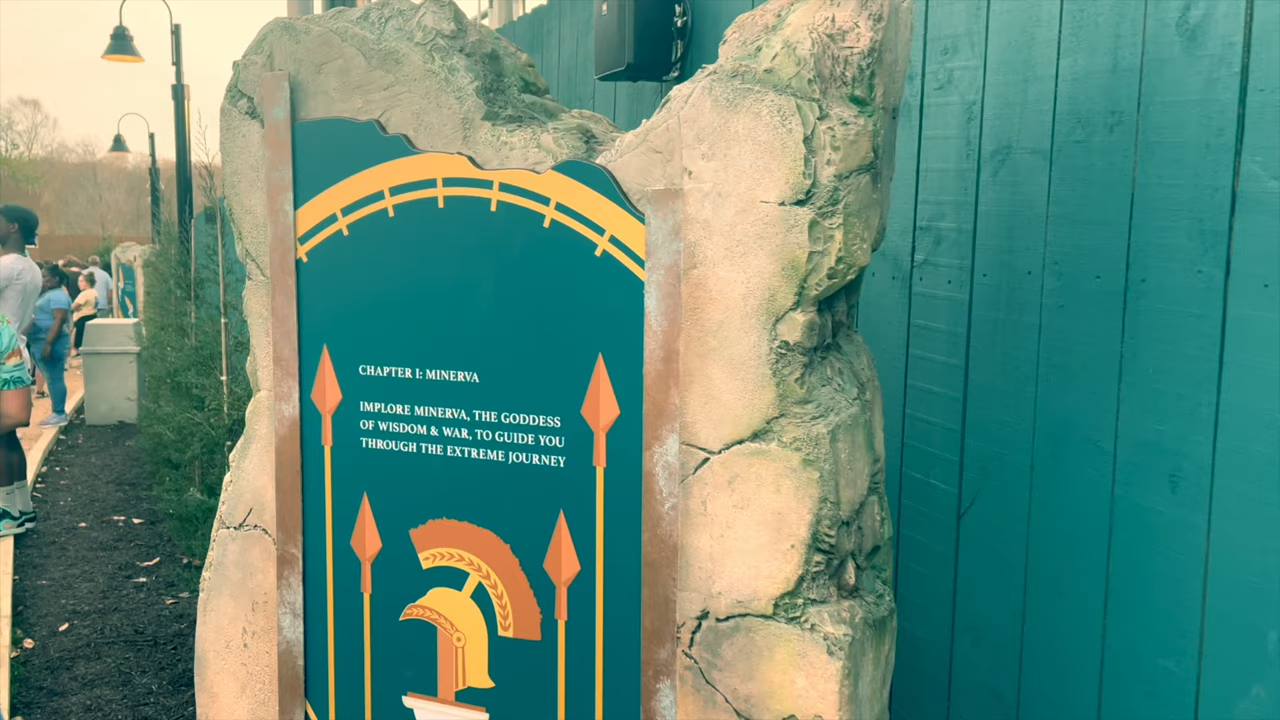 CHAPTER I: MINERVA
IMPLORE MINERVA, THE GODDESS
OF WISDOM & WAR, TO GUIDE YOU
THROUGH THE EXTREME JOURNEY